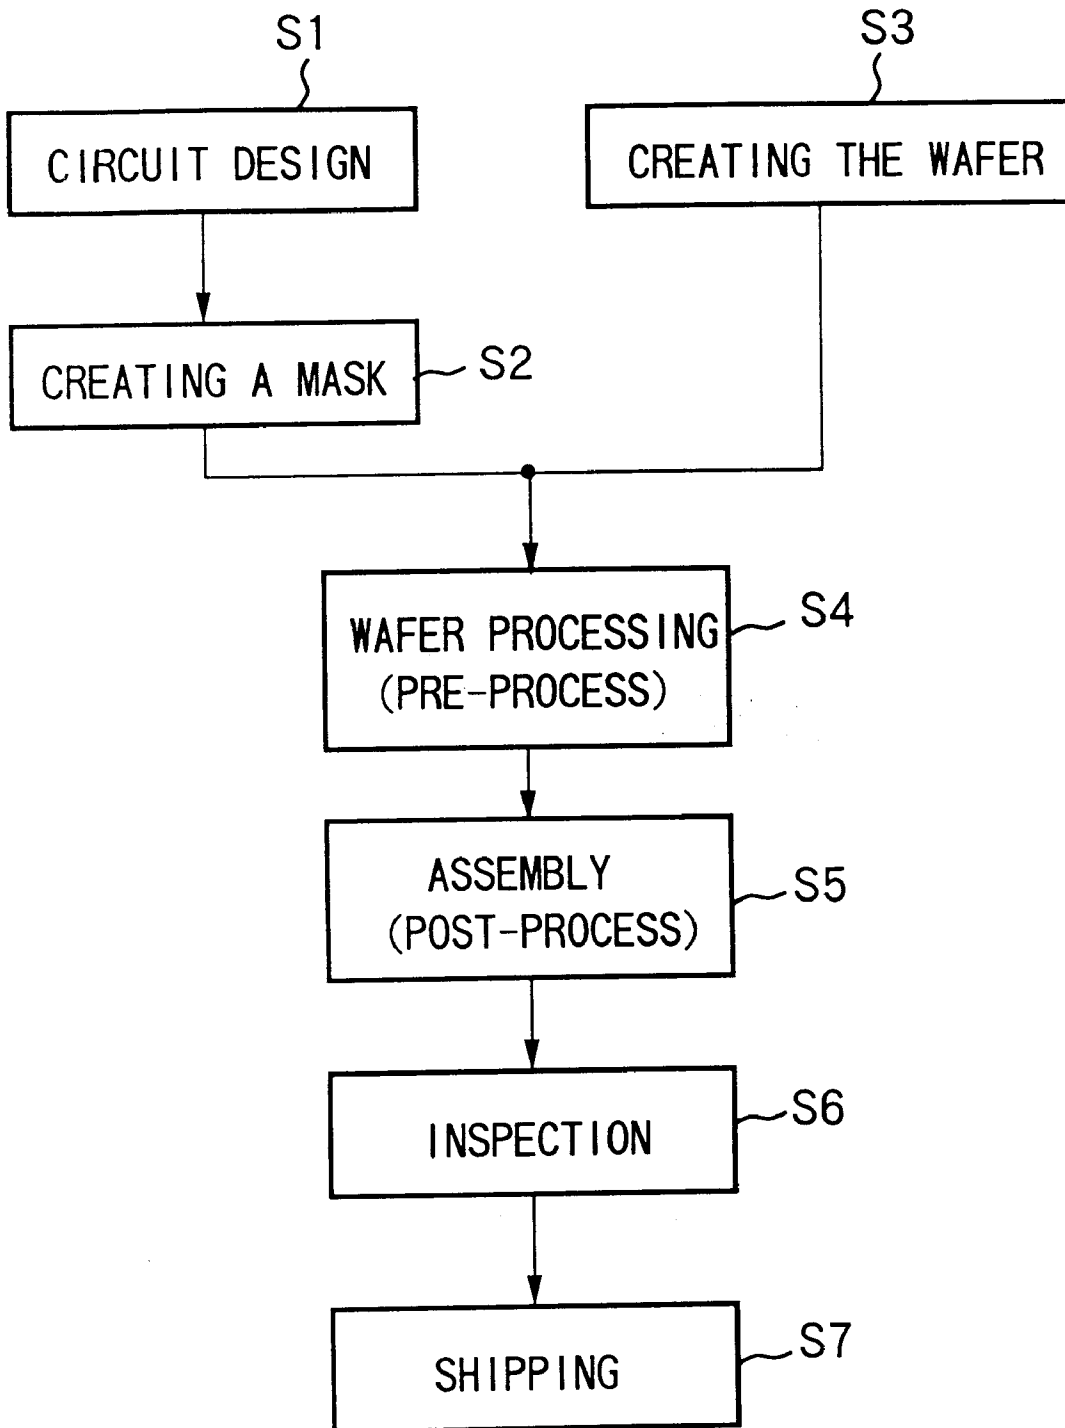 S1
CIRCUIT DESIGN
S3
CREATING THE WAFER
CREATING A MASK
S2
WAFER PROCESSING
(PRE-PROCESS)
S4
ASSEMBLY
(POST-PROCESS)
S5
INSPECTION
S6
SHIPPING
S7